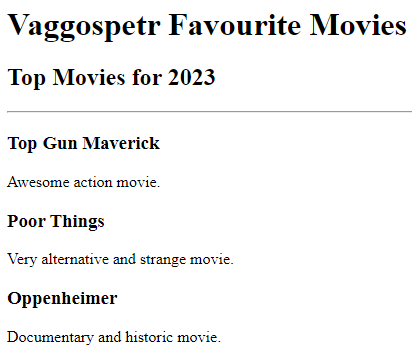 Vaggospetr Favourite Movies
Top Movies for 2023
Top Gun Maverick
Awesome action movie.
Poor Things
Very alternative and strange movie.
Oppenheimer
Documentary and historic movie.